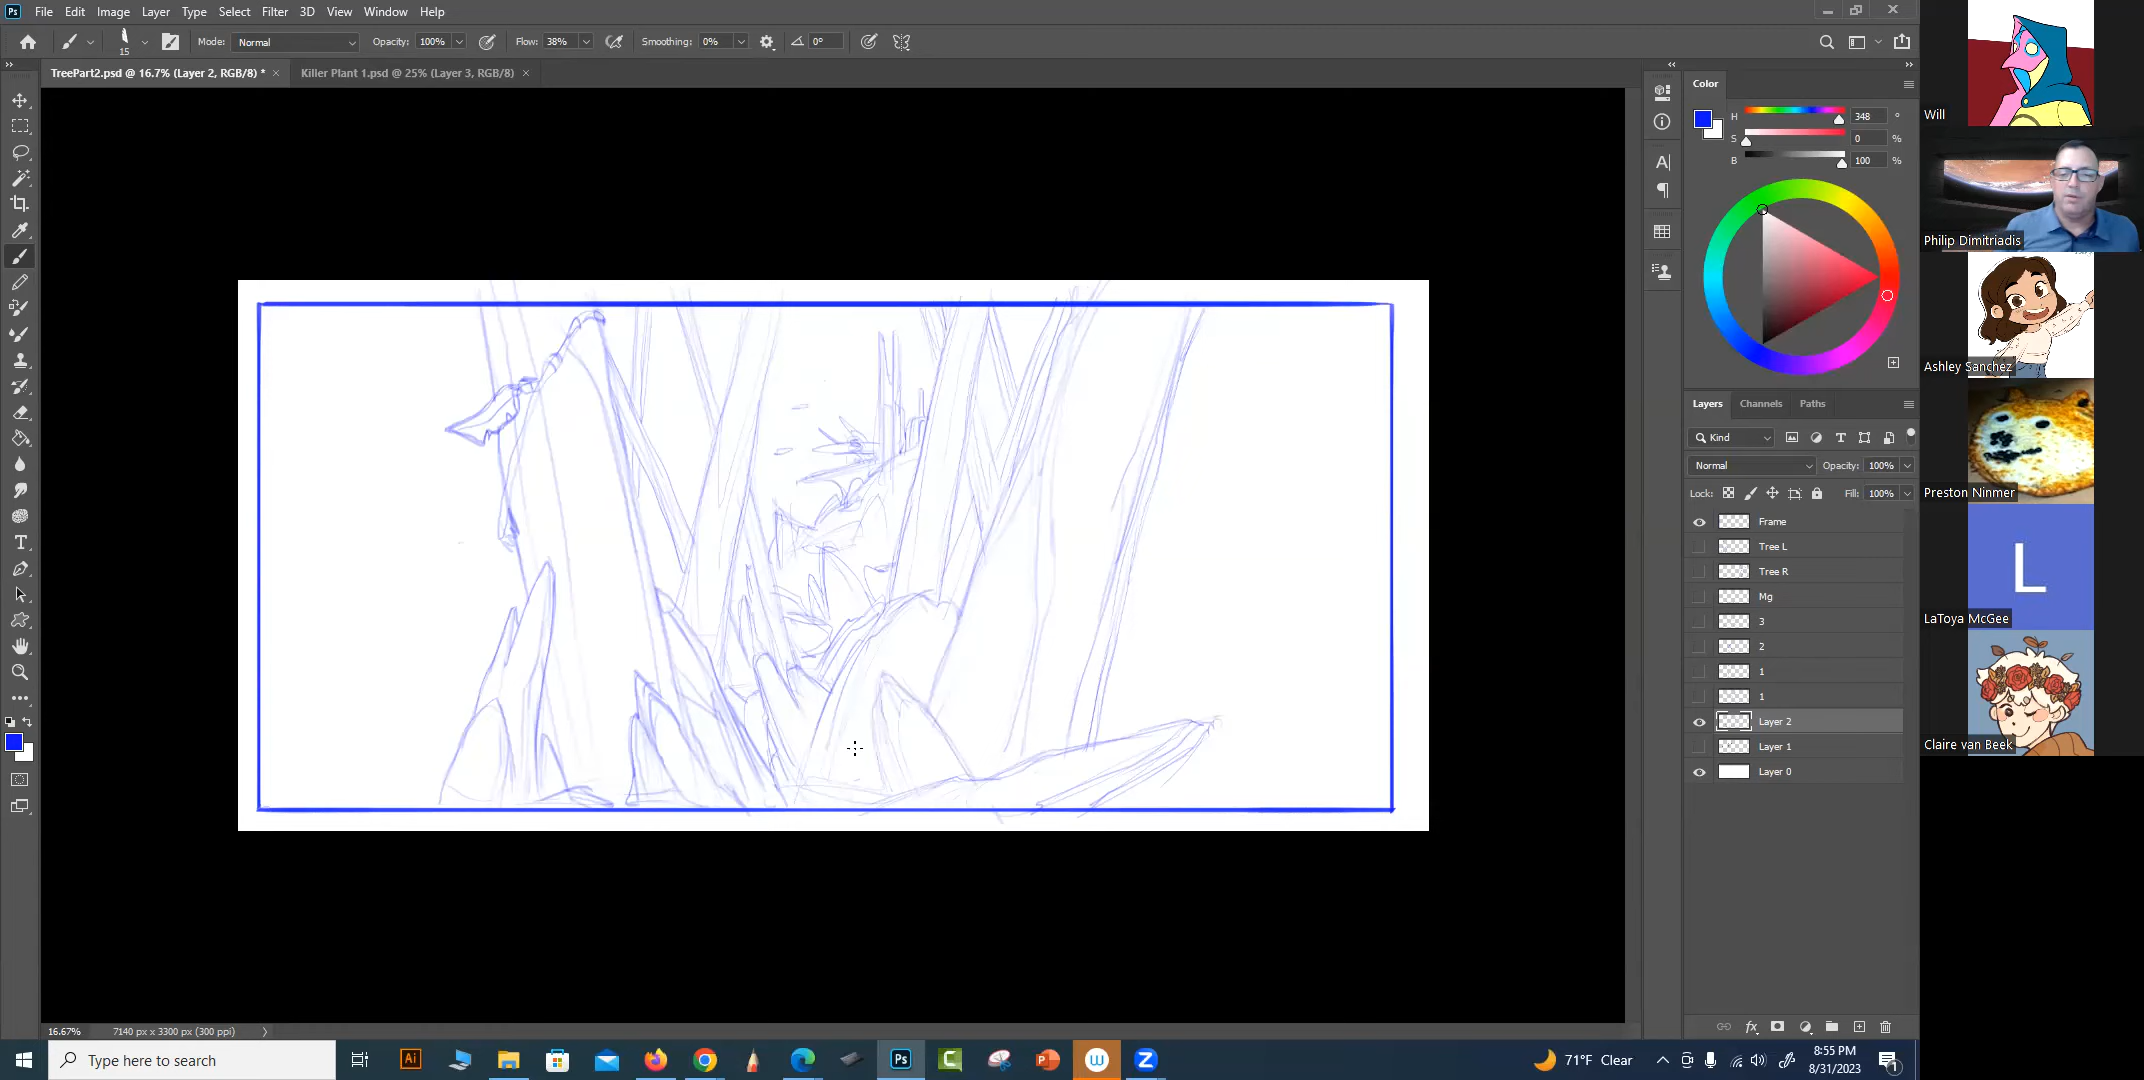 Ps File Edit Image Layer Type Select Filter 3D View Window Help
15 Mode: Normal Opacity: 100% Flow: 38% Smoothing: 0% 0°
TreePart2.psd @ 16.7% (Layer 2, RGB/8) * × Killer Plant 1.psd @ 25% (Layer 3, RGB/8) ×
Color
H 348 °
S 0 %
B 100 %
Layers Channels Paths
Kind
Normal Opacity: 100%
Lock: Fill: 100%
Frame
Tree L
Tree R
Mg
3
2
1
1
Layer 2
Layer 1
Layer 0
Will
Philip Dimitriadis
Ashley Sanchez
Preston Ninmer
L
LaToya McGee
Claire van Beek
16.67% 7140 px x 3300 px (300 ppi)
Type here to search
Ai
Ps
71°F Clear
8:55 PM
8/31/2023
1